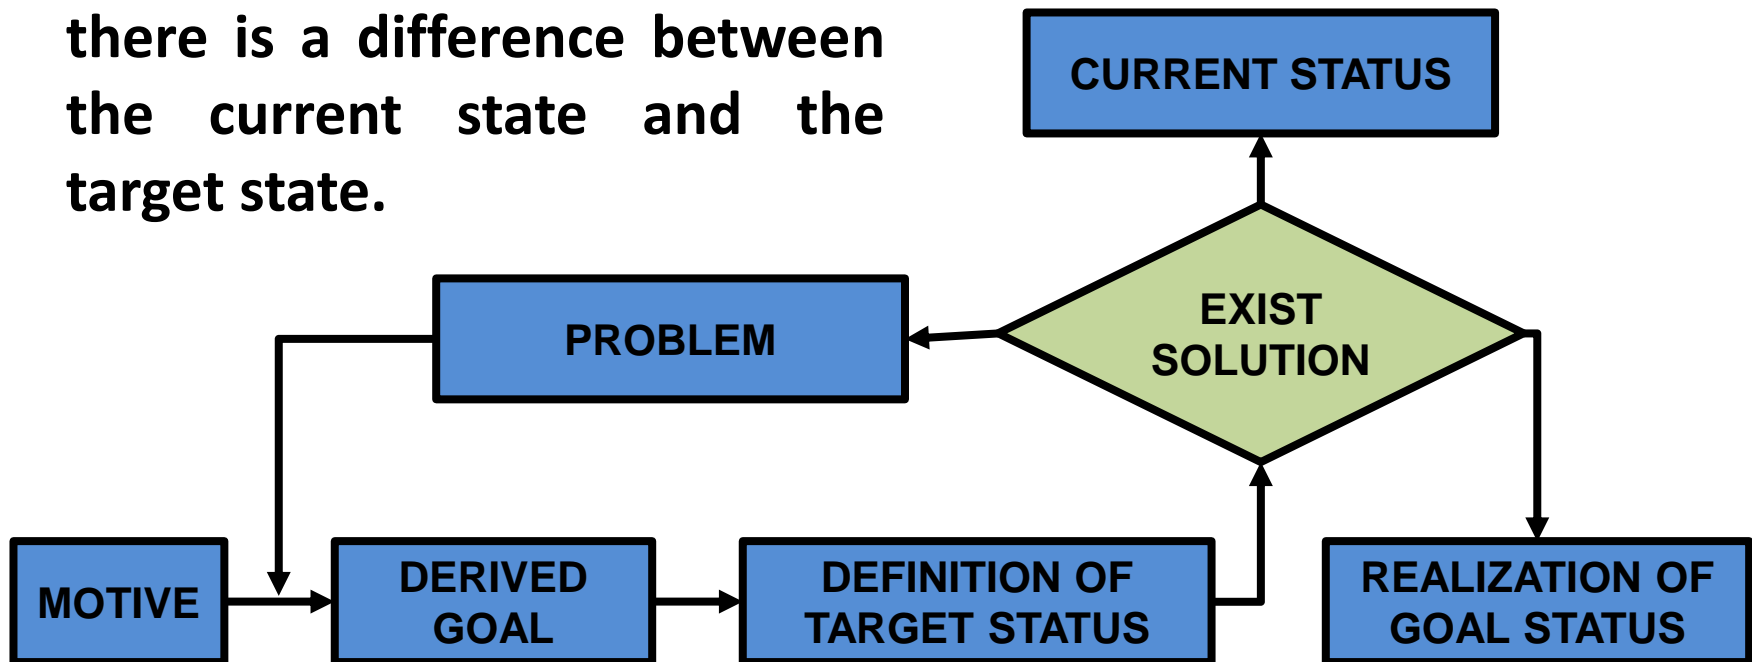 there is a difference between
the current state and the
target state.
CURRENT STATUS
EXIST
SOLUTION
PROBLEM
MOTIVE
DERIVED
GOAL
DEFINITION OF
TARGET STATUS
REALIZATION OF
GOAL STATUS